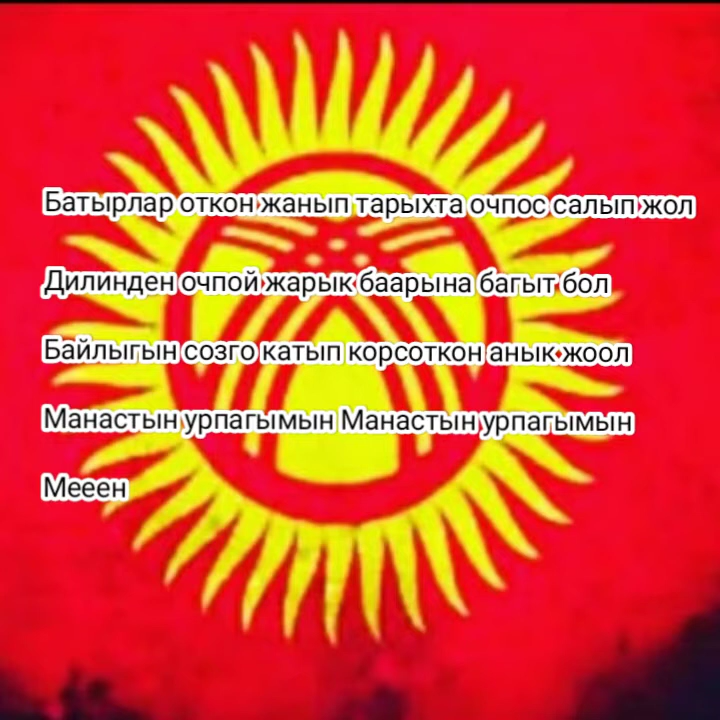 Батырлар откон жанып тарыхта очпос салып жол
Дилинден очпой жарык баарына багыт бол
Байлыгын созго катып корсоткон анык жоол
Манастын урпагымын Манастын урпагымын
Мееен